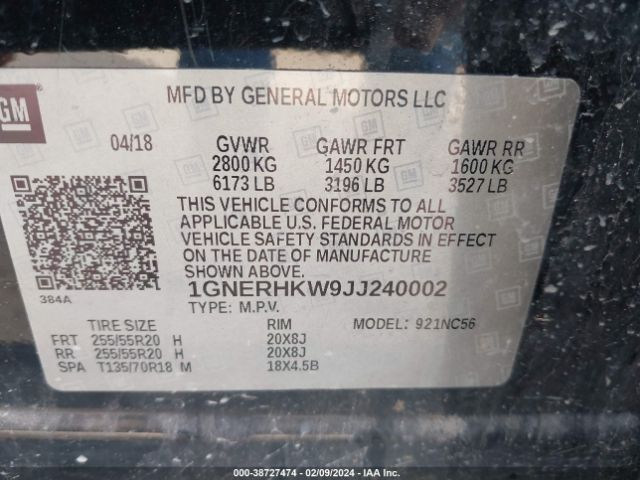 GM
MFD BY GENERAL MOTORS LLC
04/18 GVWR GAWR FRT GAWR RR
2800 KG 1450 KG 1600 KG
6173 LB 3196 LB 3527 LB
THIS VEHICLE CONFORMS TO ALL
APPLICABLE U.S. FEDERAL MOTOR
VEHICLE SAFETY STANDARDS IN EFFECT
ON THE DATE OF MANUFACTURE
SHOWN ABOVE.
384A
1GNERHKW9JJ240002
TYPE: M.P.V.
TIRE SIZE RIM MODEL: 921NC56
FRT 255/55R20 H 20X8J
RR 255/55R20 H 20X8J
SPA T135/70R18 M 18X4.5B
000-38727474 — 02/09/2024 — IAA Inc.